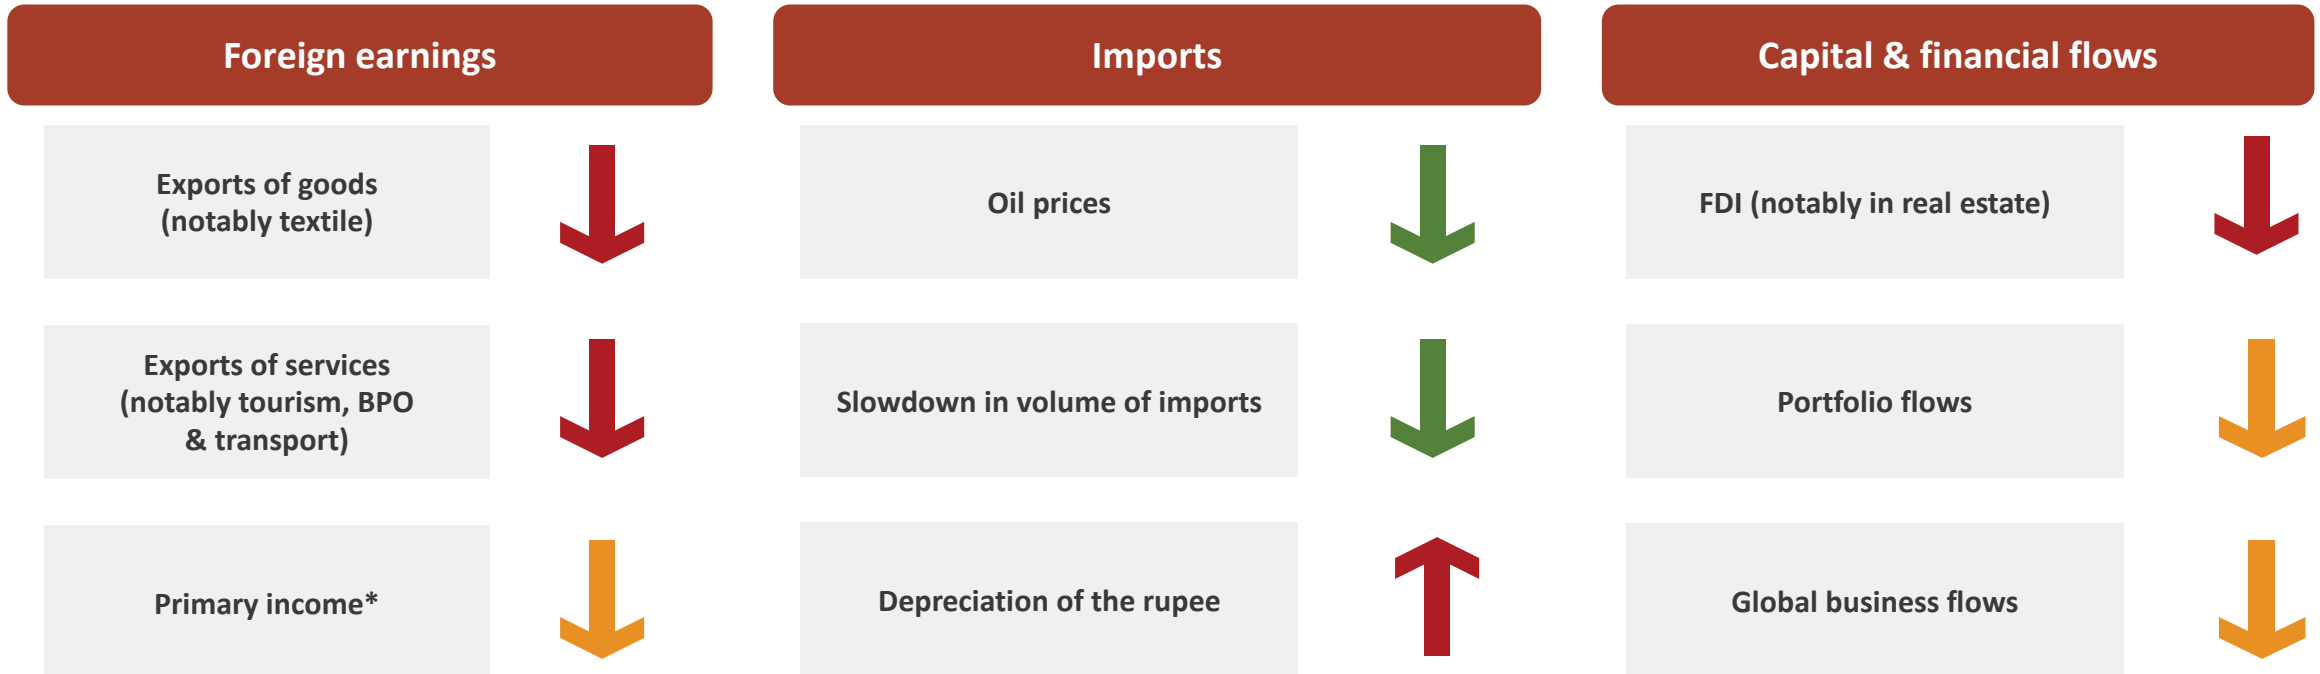 Foreign earnings
Exports of goods
(notably textile)
Exports of services
(notably tourism, BPO
& transport)
Primary income*
Imports
Oil prices
Slowdown in volume of imports
Depreciation of the rupee
Capital & financial flows
FDI (notably in real estate)
Portfolio flows
Global business flows